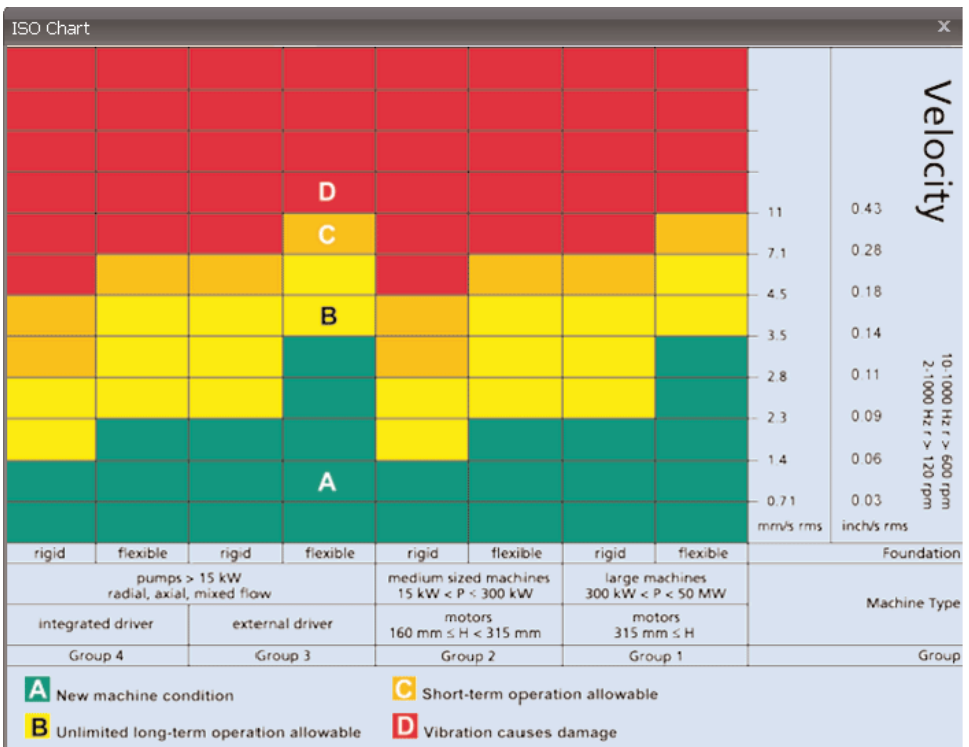 ISO Chart
x
Velocity
10-1000 Hz r > 600 rpm
2-1000 Hz r > 120 rpm
D
C
B
A
11 0.43
7.1 0.28
4.5 0.18
3.5 0.14
2.8 0.11
2.3 0.09
1.4 0.06
0.71 0.03
mm/s rms inch/s rms
rigid flexible rigid flexible rigid flexible rigid flexible Foundation
pumps > 15 kW
radial, axial, mixed flow
medium sized machines
15 kW < P ≤ 300 kW
large machines
300 kW < P < 50 MW
Machine Type
integrated driver
external driver
motors
160 mm ≤ H < 315 mm
motors
315 mm ≤ H
Group 4 Group 3 Group 2 Group 1 Group
A New machine condition
B Unlimited long-term operation allowable
C Short-term operation allowable
D Vibration causes damage